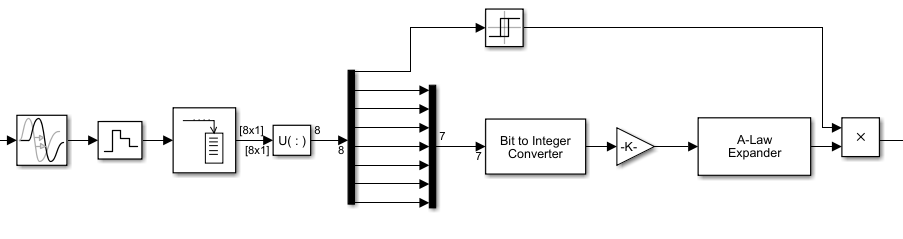 [8x1]
[8x1]
U( : )
8
8
7
7
Bit to Integer
Converter
-K-
A-Law
Expander
×